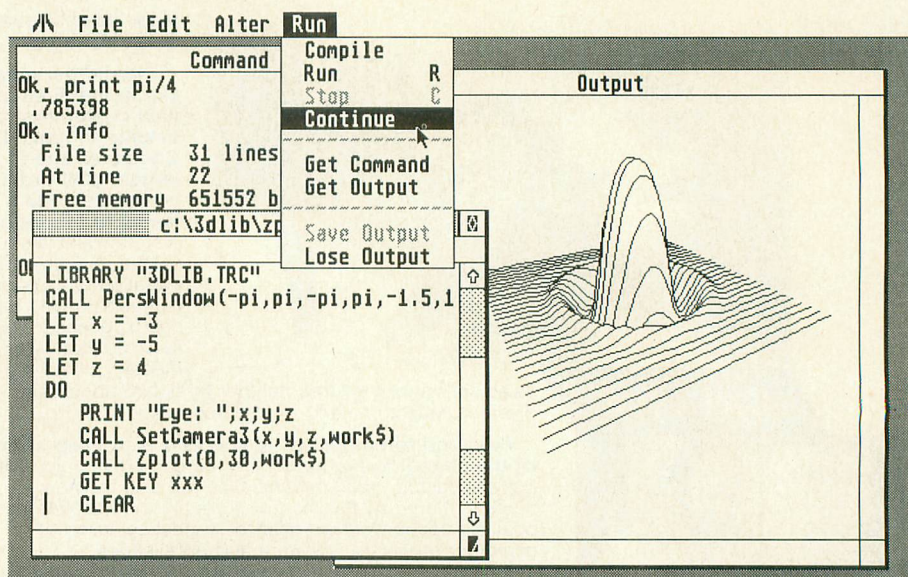 File Edit Alter Run
Command
Ok. print pi/4
.785398
Ok. info
File size 31 lines
At line 22
Free memory 651552 b
Compile
Run R
Stop C
Continue
Get Command
Get Output
Save Output
Lose Output
Output
c:\3dlib\zp
LIBRARY "3DLIB.TRC"
CALL PersWindow(-pi,pi,-pi,pi,-1.5,1
LET x = -3
LET y = -5
LET z = 4
DO
PRINT "Eye: ";x;y;z
CALL SetCamera3(x,y,z,work$)
CALL Zplot(0,30,work$)
GET KEY xxx
CLEAR